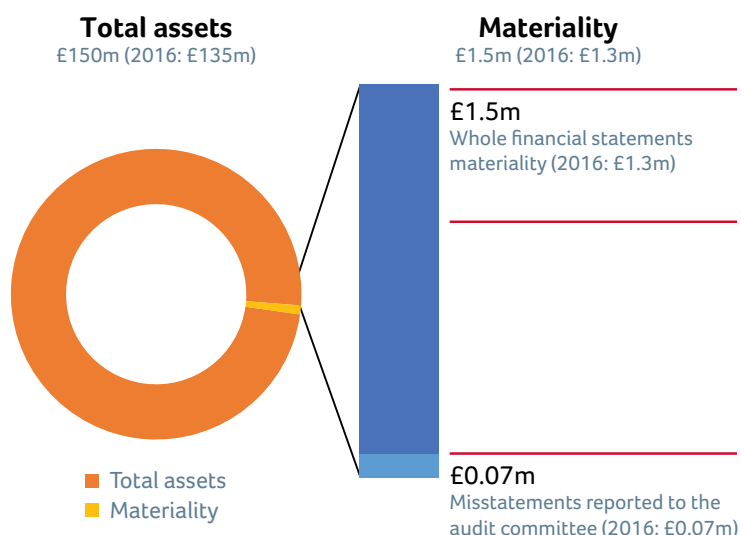 Total assets
£150m (2016: £135m)
Materiality
£1.5m (2016: £1.3m)
£1.5m
Whole financial statements
materiality (2016: £1.3m)
£0.07m
Misstatements reported to the
audit committee (2016: £0.07m)
Total assets
Materiality